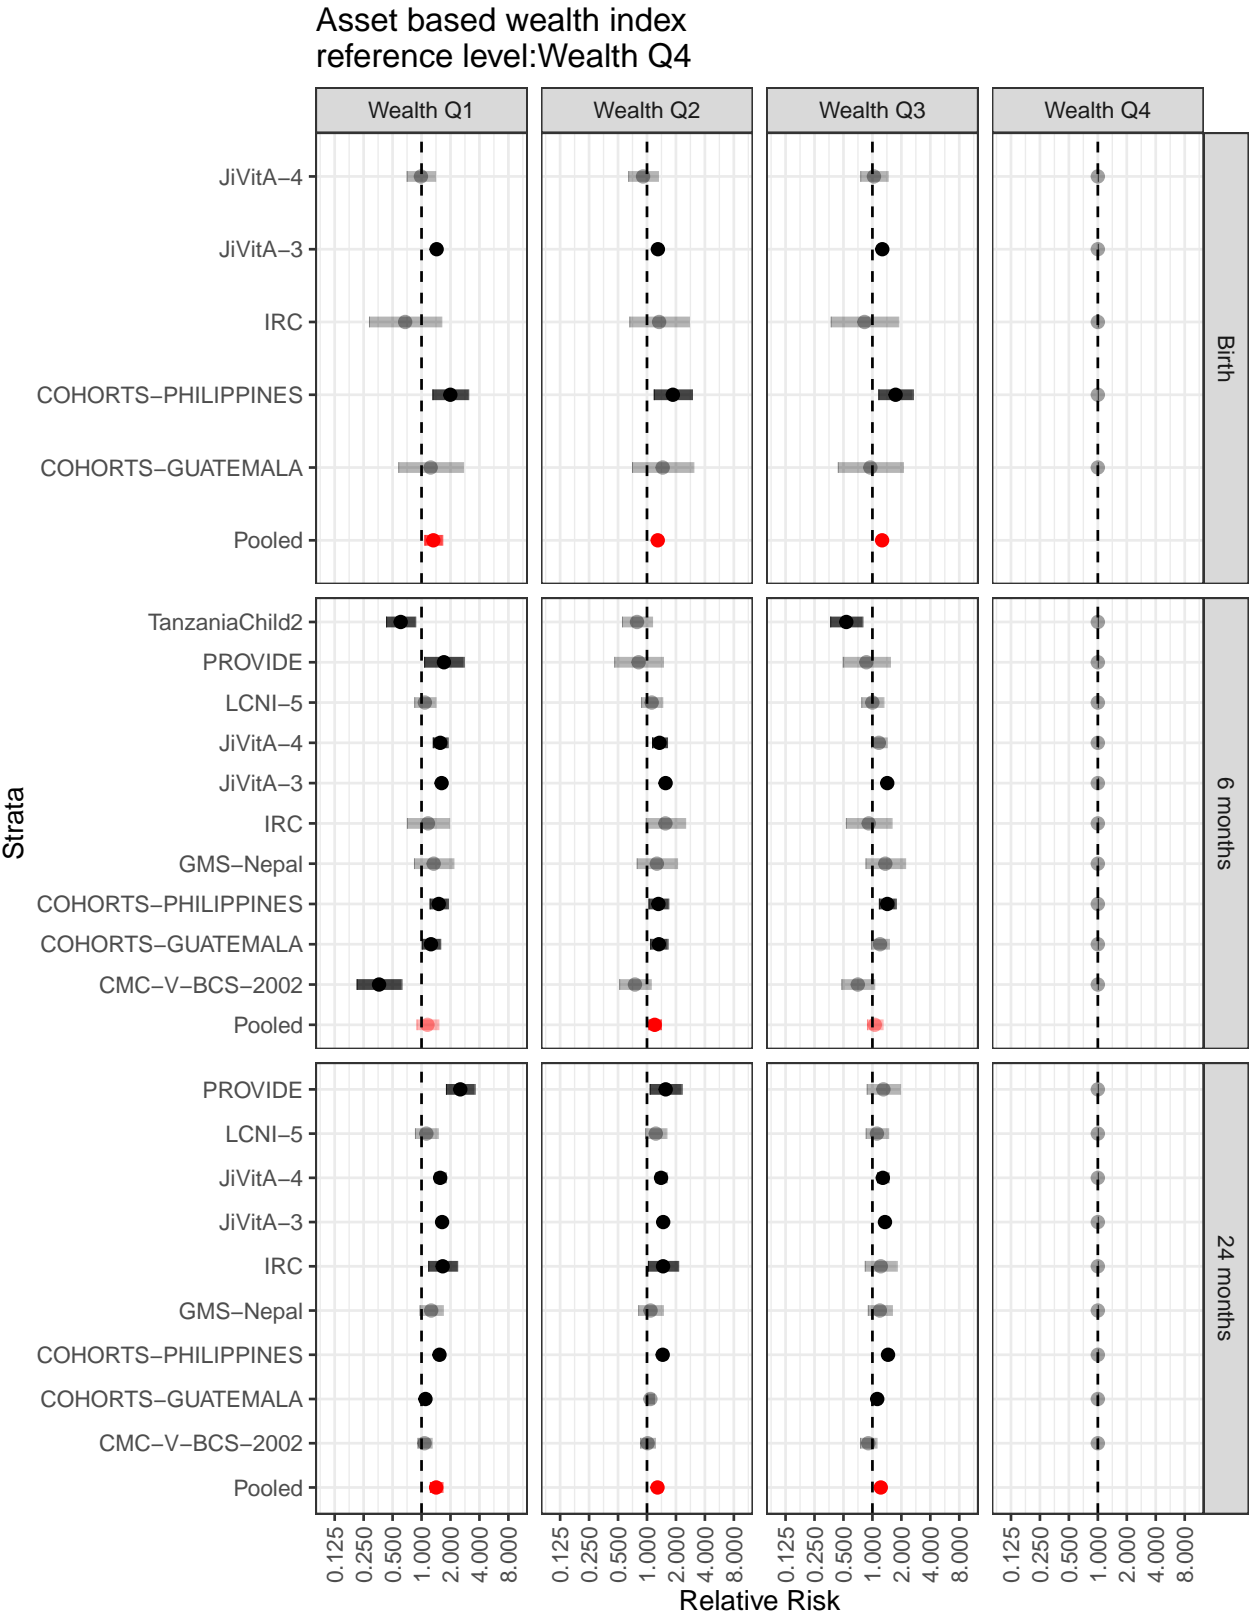 Asset based wealth index
reference level:Wealth Q4
Wealth Q1
Wealth Q2
Wealth Q3
Wealth Q4
Strata
JiVitA−4
JiVitA−3
IRC
COHORTS−PHILIPPINES
COHORTS−GUATEMALA
Pooled
Birth
TanzaniaChild2
PROVIDE
LCNI−5
JiVitA−4
JiVitA−3
IRC
GMS−Nepal
COHORTS−PHILIPPINES
COHORTS−GUATEMALA
CMC−V−BCS−2002
Pooled
6 months
PROVIDE
LCNI−5
JiVitA−4
JiVitA−3
IRC
GMS−Nepal
COHORTS−PHILIPPINES
COHORTS−GUATEMALA
CMC−V−BCS−2002
Pooled
24 months
0.125 0.250 0.500 1.000 2.000 4.000 8.000
0.125 0.250 0.500 1.000 2.000 4.000 8.000
0.125 0.250 0.500 1.000 2.000 4.000 8.000
0.125 0.250 0.500 1.000 2.000 4.000 8.000
Relative Risk